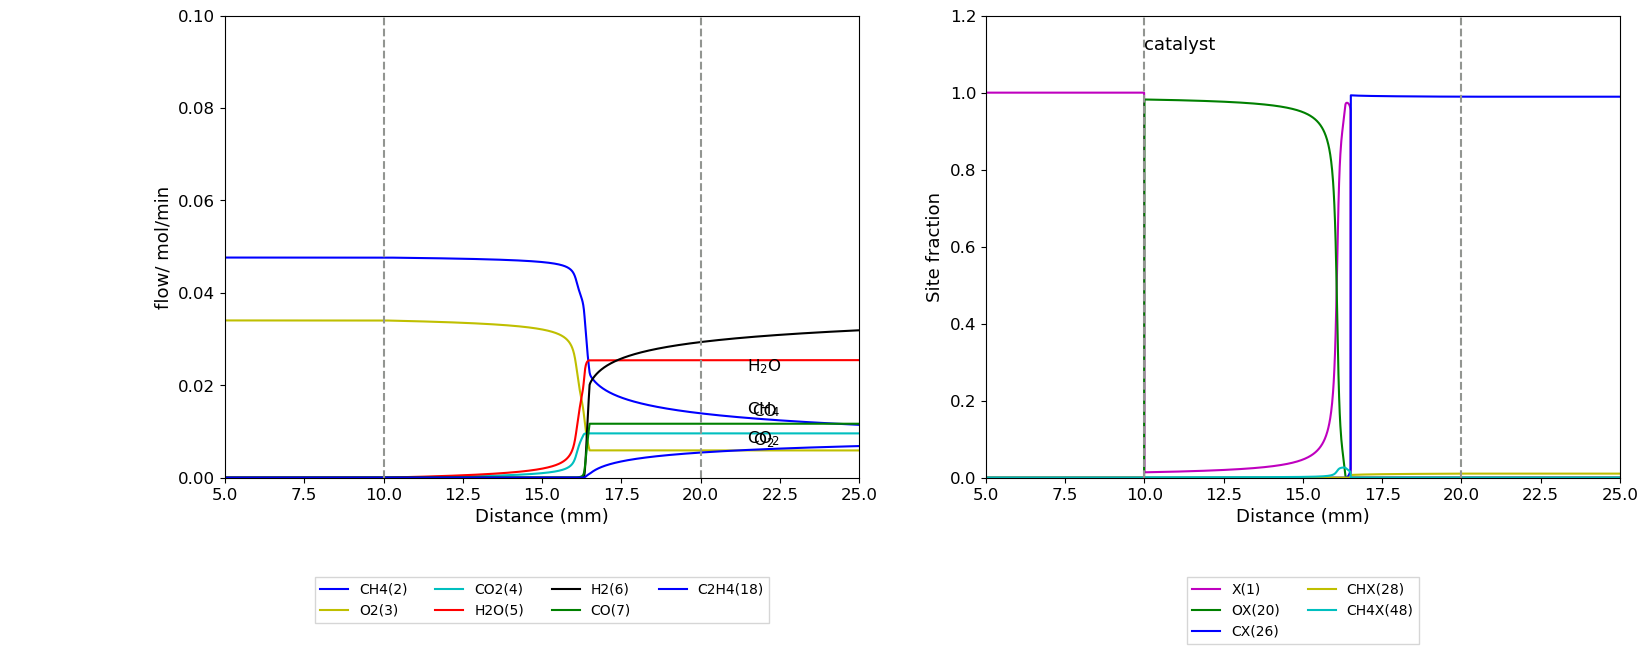 0.10
0.08
0.06
0.04
0.02
0.00
flow/ mol/min
H₂O
CH₄
CO
CO₂
O₂
5.0 7.5 10.0 12.5 15.0 17.5 20.0 22.5 25.0
Distance (mm)
CH4(2) CO2(4) H2(6) C2H4(18)
O2(3) H2O(5) CO(7)
1.2
1.0
0.8
0.6
0.4
0.2
0.0
Site fraction
catalyst
5.0 7.5 10.0 12.5 15.0 17.5 20.0 22.5 25.0
Distance (mm)
X(1) CHX(28)
OX(20) CH4X(48)
CX(26)